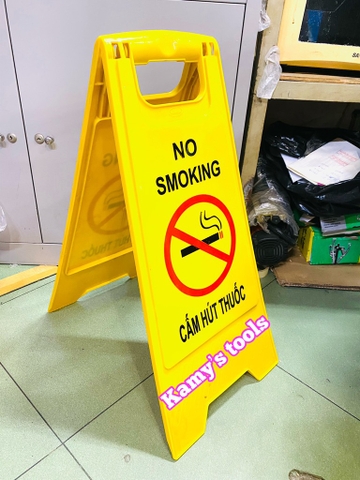 NO
SMOKING
CẤM HÚT THUỐC
Kamy's tools